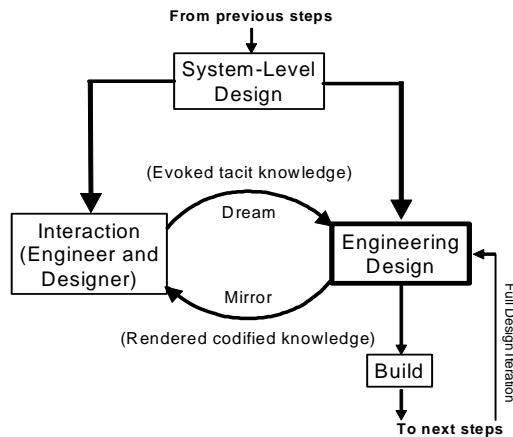 From previous steps
System-Level
Design
(Evoked tacit knowledge)
Dream
Interaction
(Engineer and
Designer)
Engineering
Design
Mirror
(Rendered codified knowledge)
Full Design Iteration
Build
To next steps